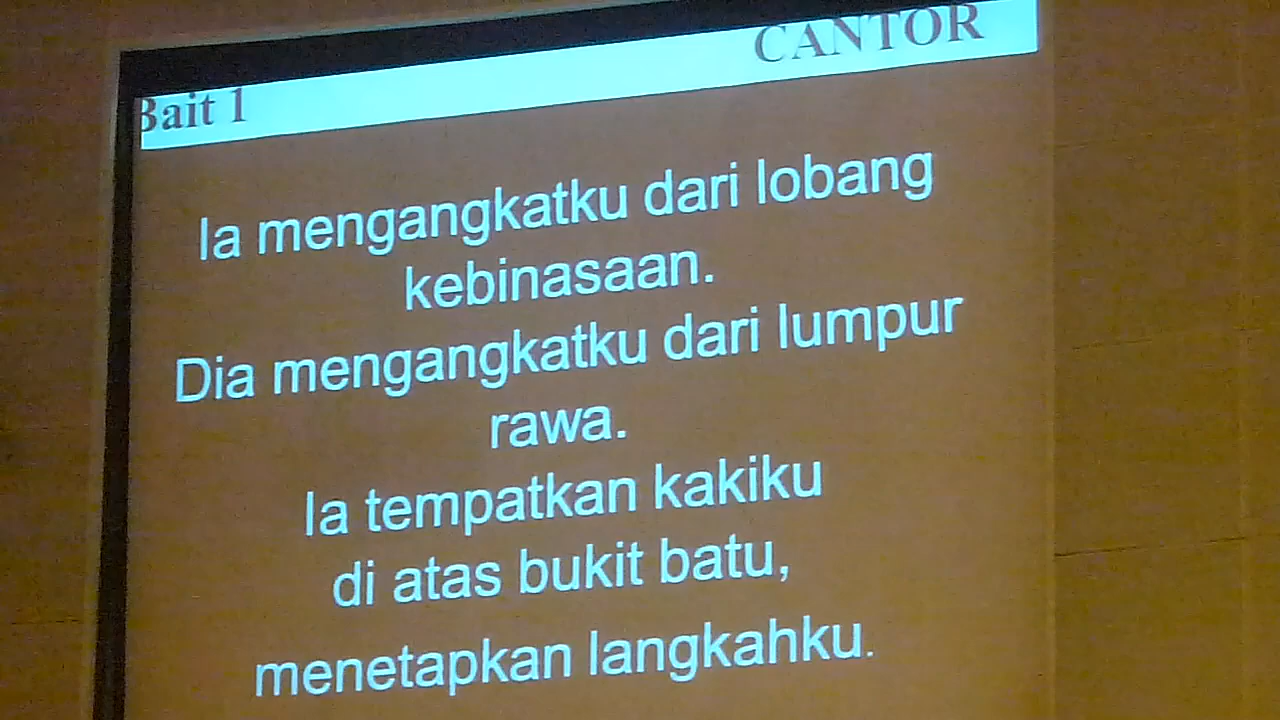 Bait 1 CANTOR
Ia mengangkatku dari lobang
kebinasaan.
Dia mengangkatku dari lumpur
rawa.
Ia tempatkan kakiku
di atas bukit batu,
menetapkan langkahku.